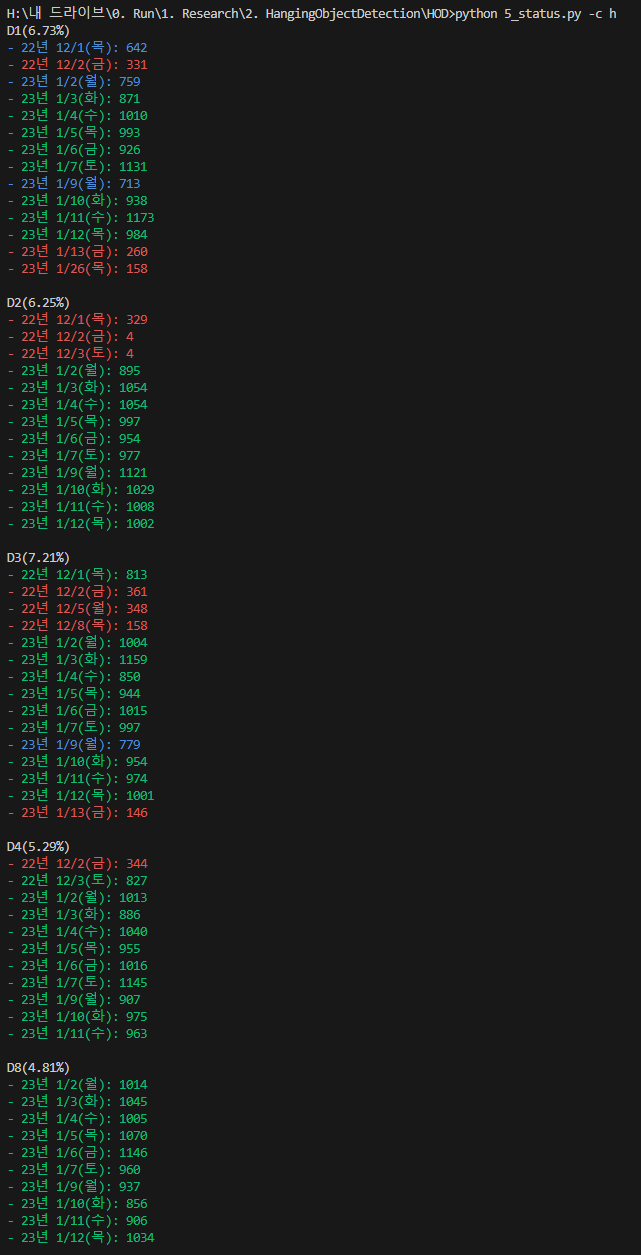 H:\내 드라이브\0. Run\1. Research\2. HangingObjectDetection\HOD>python 5_status.py -c h
D1(6.73%)
- 22년 12/1(목): 642
- 22년 12/2(금): 331
- 23년 1/2(월): 759
- 23년 1/3(화): 871
- 23년 1/4(수): 1010
- 23년 1/5(목): 993
- 23년 1/6(금): 926
- 23년 1/7(토): 1131
- 23년 1/9(월): 713
- 23년 1/10(화): 938
- 23년 1/11(수): 1173
- 23년 1/12(목): 984
- 23년 1/13(금): 260
- 23년 1/26(목): 158

D2(6.25%)
- 22년 12/1(목): 329
- 22년 12/2(금): 4
- 22년 12/3(토): 4
- 23년 1/2(월): 895
- 23년 1/3(화): 1054
- 23년 1/4(수): 1054
- 23년 1/5(목): 997
- 23년 1/6(금): 954
- 23년 1/7(토): 977
- 23년 1/9(월): 1121
- 23년 1/10(화): 1029
- 23년 1/11(수): 1008
- 23년 1/12(목): 1002

D3(7.21%)
- 22년 12/1(목): 813
- 22년 12/2(금): 361
- 22년 12/5(월): 348
- 22년 12/8(목): 158
- 23년 1/2(월): 1004
- 23년 1/3(화): 1159
- 23년 1/4(수): 850
- 23년 1/5(목): 944
- 23년 1/6(금): 1015
- 23년 1/7(토): 997
- 23년 1/9(월): 779
- 23년 1/10(화): 954
- 23년 1/11(수): 974
- 23년 1/12(목): 1001
- 23년 1/13(금): 146

D4(5.29%)
- 22년 12/2(금): 344
- 22년 12/3(토): 827
- 23년 1/2(월): 1013
- 23년 1/3(화): 886
- 23년 1/4(수): 1040
- 23년 1/5(목): 955
- 23년 1/6(금): 1016
- 23년 1/7(토): 1145
- 23년 1/9(월): 907
- 23년 1/10(화): 975
- 23년 1/11(수): 963

D8(4.81%)
- 23년 1/2(월): 1014
- 23년 1/3(화): 1045
- 23년 1/4(수): 1005
- 23년 1/5(목): 1070
- 23년 1/6(금): 1146
- 23년 1/7(토): 960
- 23년 1/9(월): 937
- 23년 1/10(화): 856
- 23년 1/11(수): 906
- 23년 1/12(목): 1034